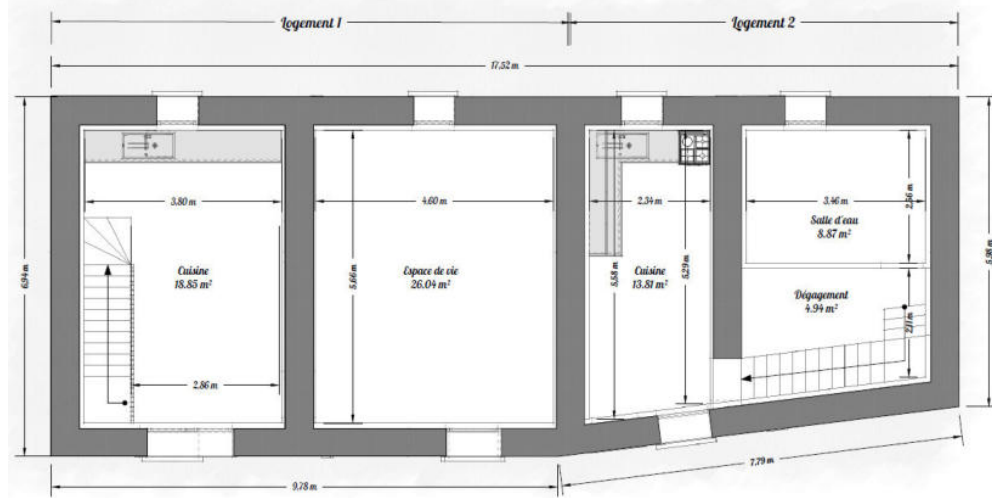 Logement 1
Logement 2
17,52 m
6,94 m
5,98 m
3.80 m
4.60 m
2.34 m
3.46 m
2,56 m
Salle d'eau
8.87 m²
Cuisine
18.85 m²
5,66 m
Espace de vie
26.04 m²
5,58 m
Cuisine
13.81 m²
5,29 m
Dégagement
4.94 m²
2,11 m
2,86 m
7,79 m
9,78 m